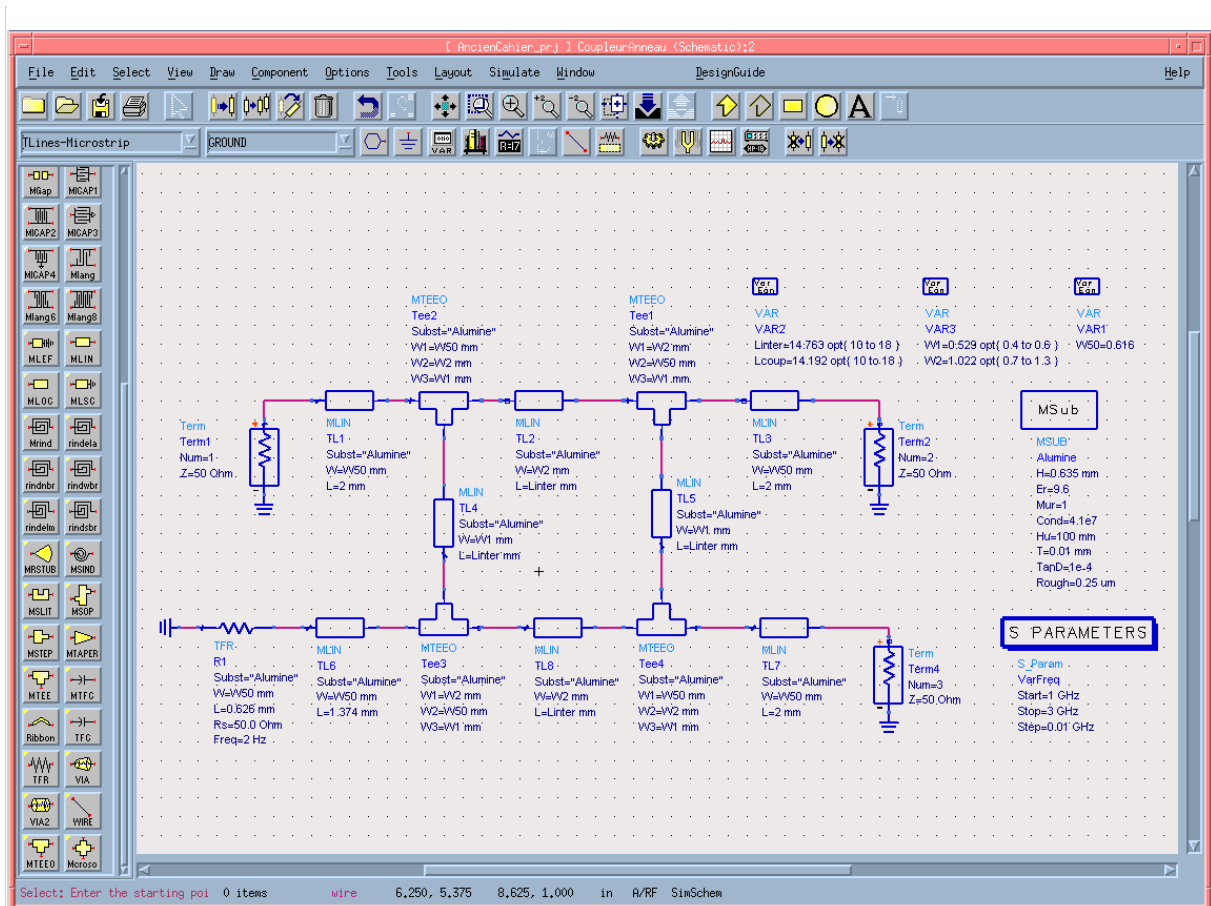 [ AncienCahier_prj ] CoupleurAnneau (Schematic):2
File Edit Select View Draw Component Options Tools Layout Simulate Window DesignGuide Help
+2 -2 A
TLines-Microstrip GROUND VAR
MGap MICAP1
MICAP2 MICAP3
MICAP4 Mlang
Mlang6 Mlang8
MLEF MLIN
MLOC MLSC
Mrind rindela
rindnbr rindwbr
rindelm rindsbr
MRSTUB MSIND
MSLIT MSOP
MSTEP MTAPER
MTEE MTFC
Ribbon TFC
TFR VIA
VIA2 WIRE
MTEEO Mcroso
MTEEO
Tee2
Subst="Alumine"
W1=W50 mm
W2=W2 mm
W3=W1 mm
MTEEO
Tee1
Subst="Alumine"
W1=W2 mm
W2=W50 mm
W3=W1 mm
Var
Eqn
VAR
VAR2
Linter=14.763 opt{ 10 to 18 }
Lcoup=14.192 opt{ 10 to 18 }
Var
Eqn
VAR
VAR3
W1=0.529 opt{ 0.4 to 0.6 }
W2=1.022 opt{ 0.7 to 1.3 }
Var
Eqn
VAR
VAR1
W50=0.616
Term
Term1
Num=1
Z=50 Ohm
MLIN
TL1
Subst="Alumine"
W=W50 mm
L=2 mm
MLIN
TL2
Subst="Alumine"
W=W2 mm
L=Linter mm
MLIN
TL3
Subst="Alumine"
W=W50 mm
L=2 mm
Term
Term2
Num=2
Z=50 Ohm
MSub
MSUB
Alumine
H=0.635 mm
Er=9.6
Mur=1
Cond=4.1e7
Hu=100 mm
T=0.01 mm
TanD=1e-4
Rough=0.25 um
MLIN
TL4
Subst="Alumine"
W=W1 mm
L=Linter mm
MLIN
TL5
Subst="Alumine"
W=W1 mm
L=Linter mm
TFR
R1
Subst="Alumine"
W=W50 mm
L=0.626 mm
Rs=50.0 Ohm
Freq=2 Hz
MLIN
TL6
Subst="Alumine"
W=W50 mm
L=1.374 mm
MTEEO
Tee3
Subst="Alumine"
W1=W2 mm
W2=W50 mm
W3=W1 mm
MLIN
TL8
Subst="Alumine"
W=W2 mm
L=Linter mm
MTEEO
Tee4
Subst="Alumine"
W1=W50 mm
W2=W2 mm
W3=W1 mm
MLIN
TL7
Subst="Alumine"
W=W50 mm
L=2 mm
Term
Term4
Num=3
Z=50 Ohm
S PARAMETERS
S_Param
VarFreq
Start=1 GHz
Stop=3 GHz
Step=0.01 GHz
Select: Enter the starting poi 0 items wire 6.250, 5.375 8.625, 1.000 in A/RF SimSchem